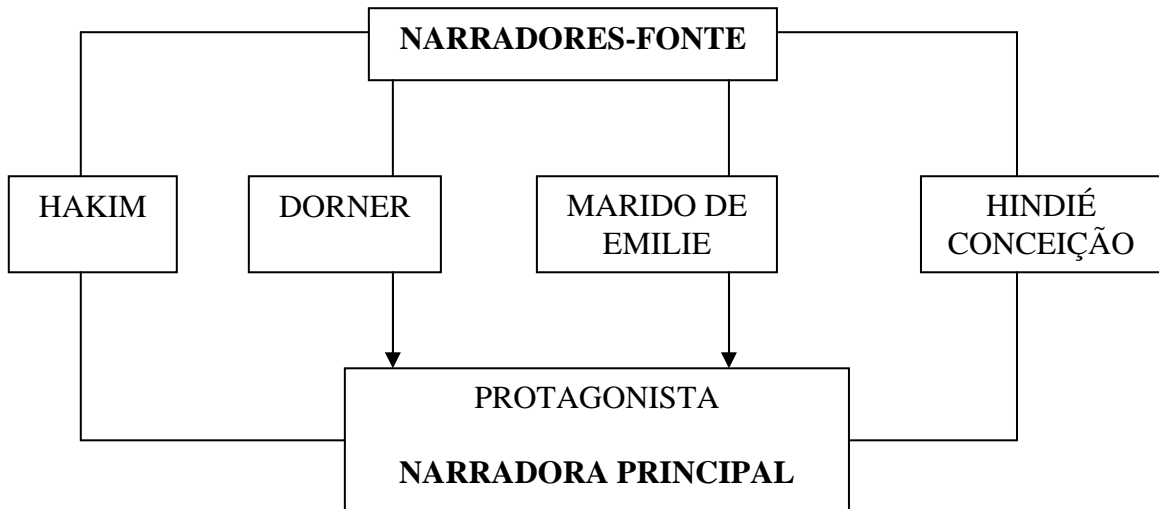 NARRADORES-FONTE
HAKIM
DORNER
MARIDO DE
EMILIE
HINDIÉ
CONCEIÇÃO
PROTAGONISTA
NARRADORA PRINCIPAL